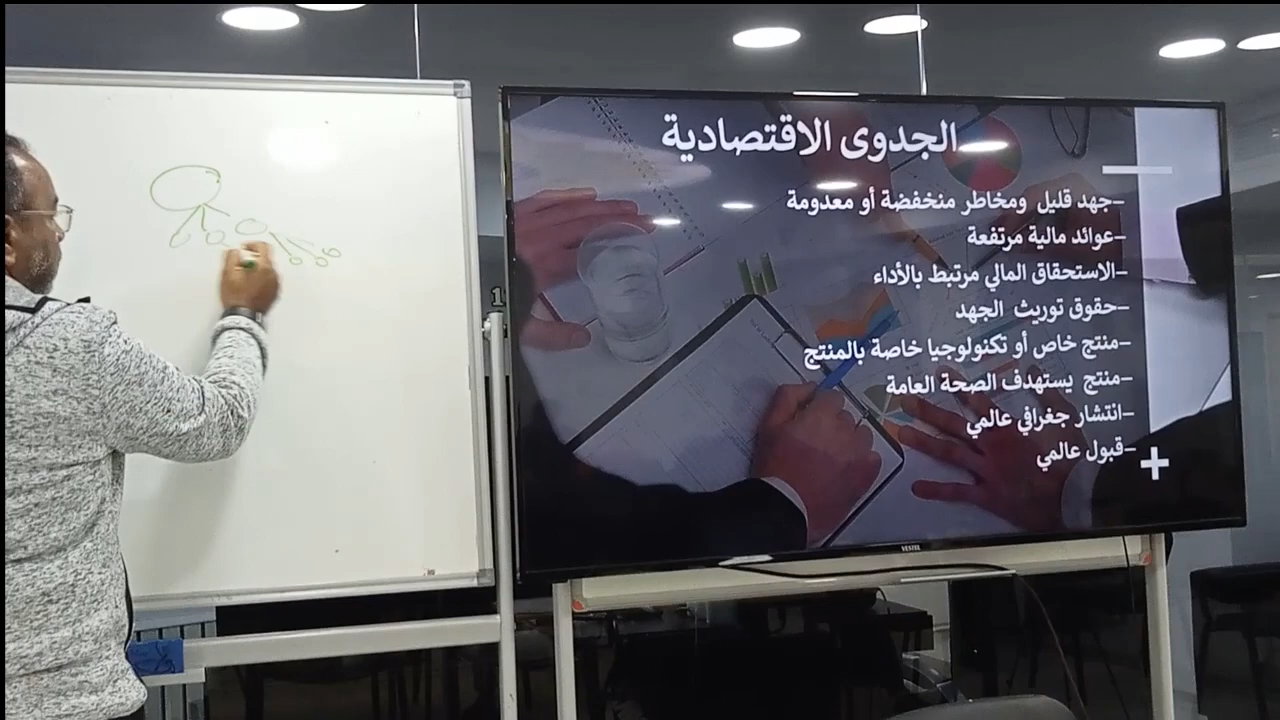 الجدوى الاقتصادية
-جهد قليل ومخاطر منخفضة أو معدومة
-عوائد مالية مرتفعة
-الاستحقاق المالي مرتبط بالأداء
-حقوق توريث الجهد
-منتج خاص أو تكنولوجيا خاصة بالمنتج
-منتج يستهدف الصحة العامة
-انتشار جغرافي عالمي
-قبول عالمي
VESTEL